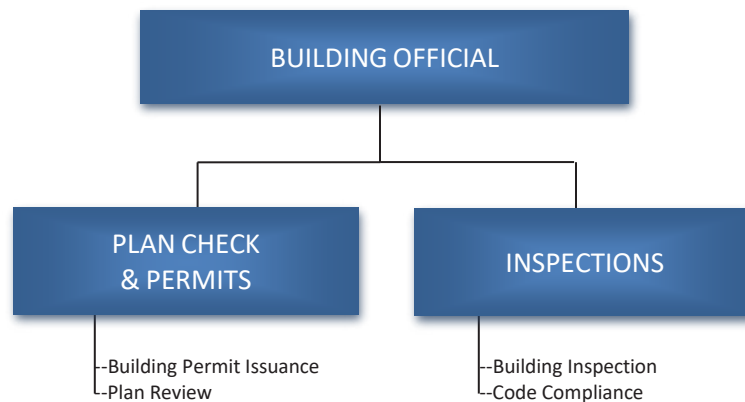 BUILDING OFFICIAL
PLAN CHECK
& PERMITS
INSPECTIONS
--Building Permit Issuance
--Plan Review
--Building Inspection
--Code Compliance